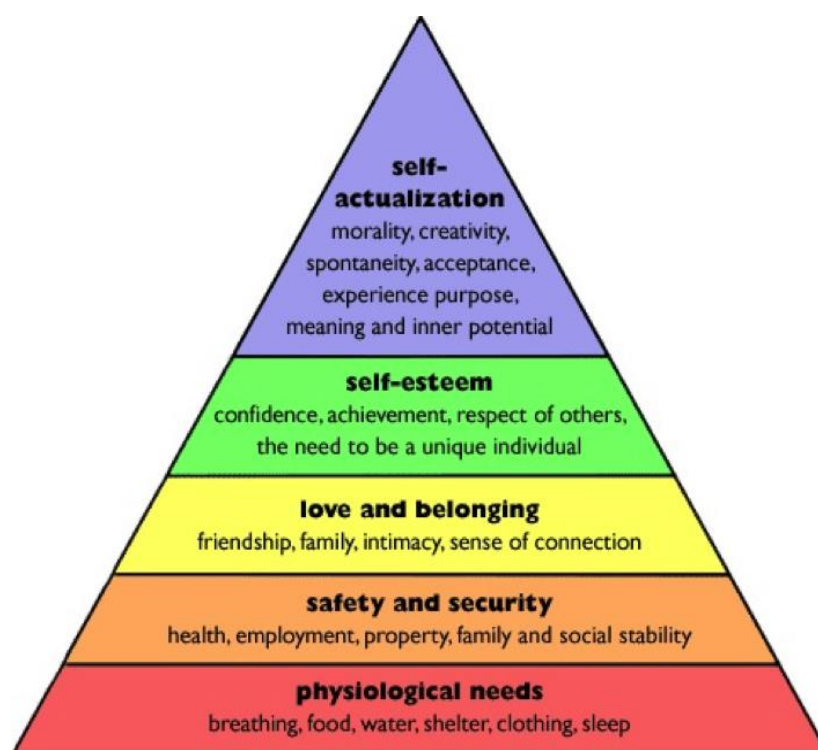 self-
actualization
morality, creativity,
spontaneity, acceptance,
experience purpose,
meaning and inner potential
self-esteem
confidence, achievement, respect of others,
the need to be a unique individual
love and belonging
friendship, family, intimacy, sense of connection
safety and security
health, employment, property, family and social stability
physiological needs
breathing, food, water, shelter, clothing, sleep